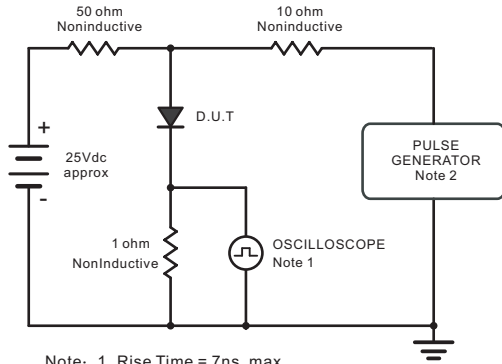 50 ohm
Noninductive
10 ohm
Noninductive
D.U.T
+
25Vdc
approx
-
PULSE
GENERATOR
Note 2
1 ohm
NonInductive
OSCILLOSCOPE
Note 1
Note: 1. Rise Time = 7ns, max.